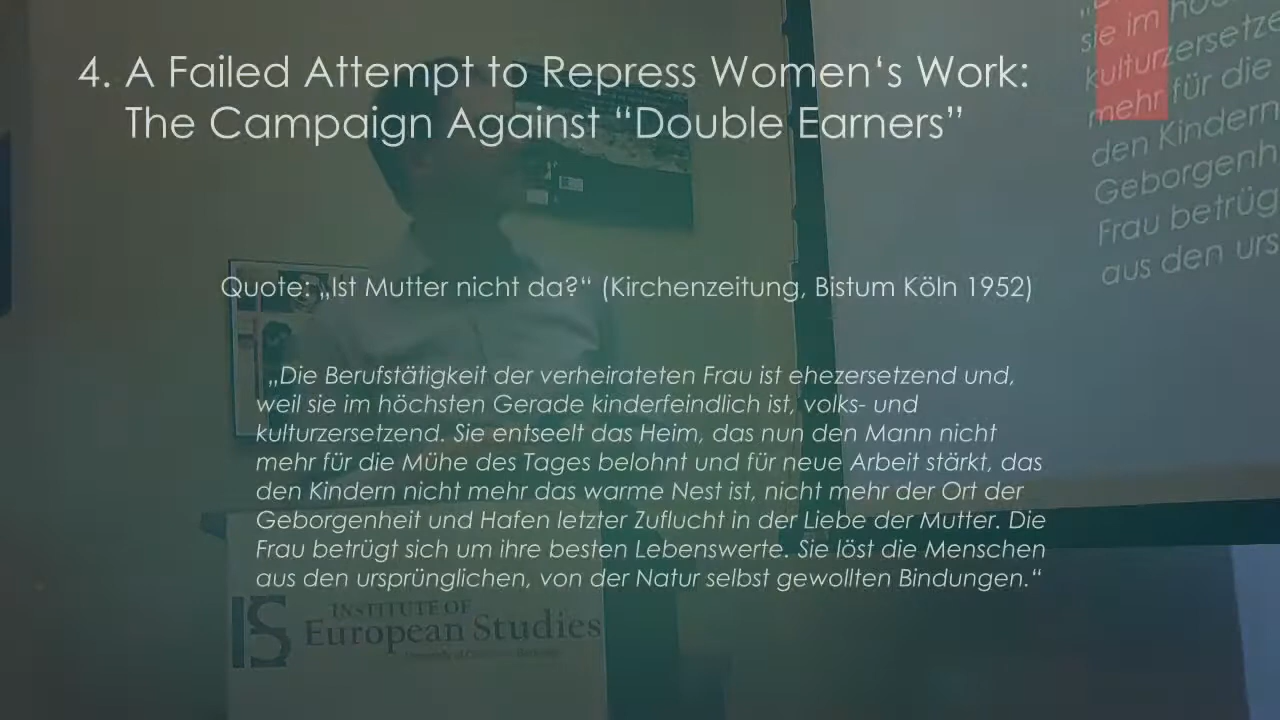 4. A Failed Attempt to Repress Women‘s Work:
The Campaign Against “Double Earners”
Quote: „Ist Mutter nicht da?“ (Kirchenzeitung, Bistum Köln 1952)
„Die Berufstätigkeit der verheirateten Frau ist ehezersetzend und,
weil sie im höchsten Gerade kinderfeindlich ist, volks- und
kulturzersetzend. Sie entseelt das Heim, das nun den Mann nicht
mehr für die Mühe des Tages belohnt und für neue Arbeit stärkt, das
den Kindern nicht mehr das warme Nest ist, nicht mehr der Ort der
Geborgenheit und Hafen letzter Zuflucht in der Liebe der Mutter. Die
Frau betrügt sich um ihre besten Lebenswerte. Sie löst die Menschen
aus den ursprünglichen, von der Natur selbst gewollten Bindungen.“
sie im
kulturzersetze
mehr für die
den Kindern
Geborgenh
Frau betrüg
aus den urs
IS
INSTITUTE OF
European Studies